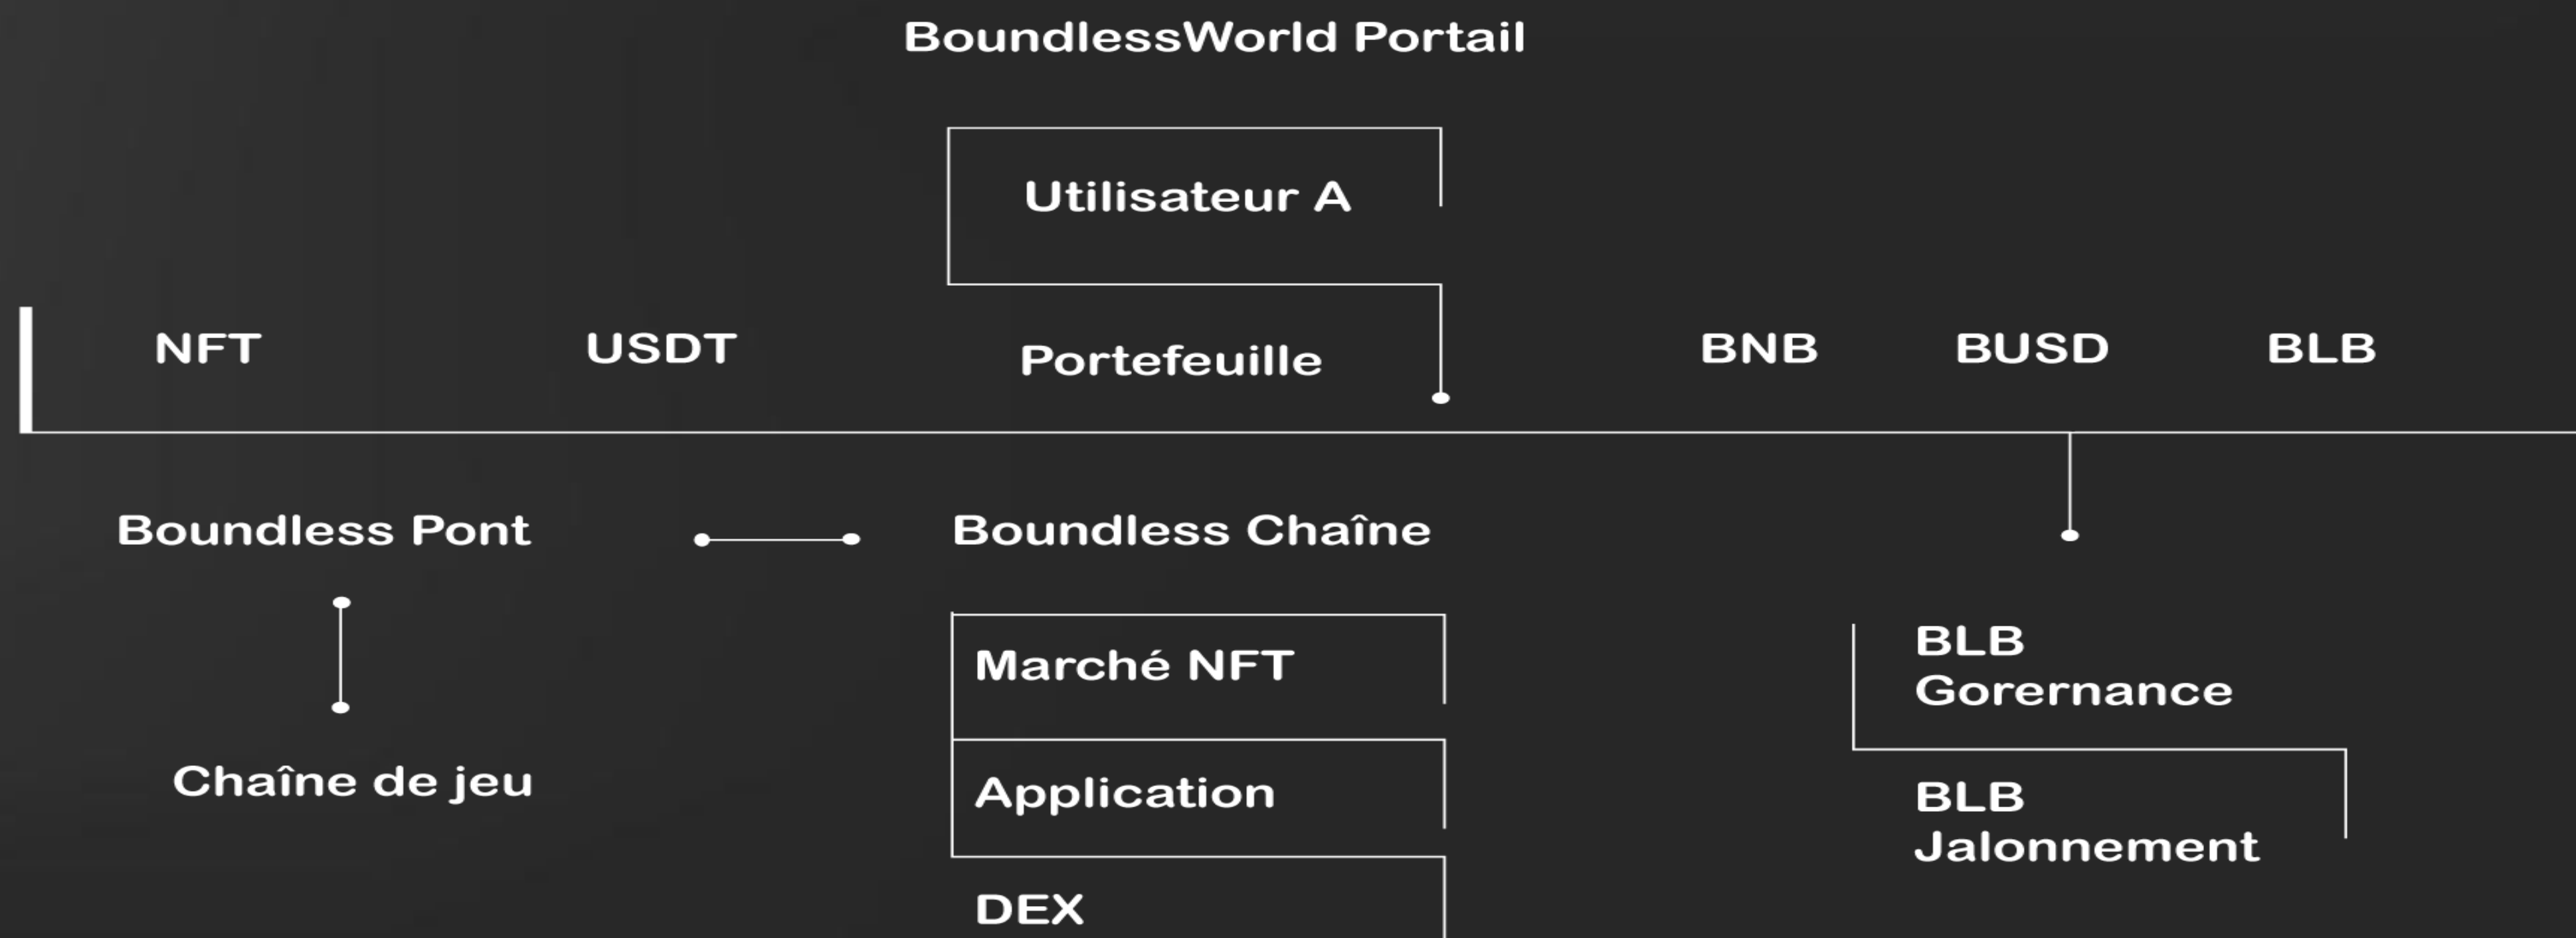 BoundlessWorld Portail
Utilisateur A
NFT
USDT
Portefeuille
BNB
BUSD
BLB
Boundless Pont
Boundless Chaîne
Chaîne de jeu
Marché NFT
Application
DEX
BLB
Gorernance
BLB
Jalonnement